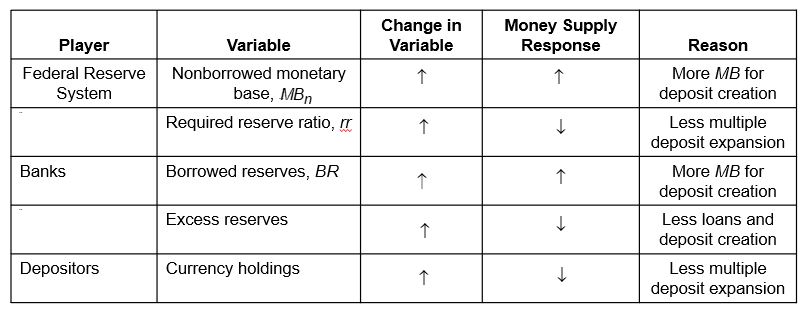 Player Variable Change in Variable Money Supply Response Reason
Federal Reserve System Nonborrowed monetary base, MBn ↑ ↑ More MB for deposit creation
Required reserve ratio, rr ↑ ↓ Less multiple deposit expansion
Banks Borrowed reserves, BR ↑ ↑ More MB for deposit creation
Excess reserves ↑ ↓ Less loans and deposit creation
Depositors Currency holdings ↑ ↓ Less multiple deposit expansion